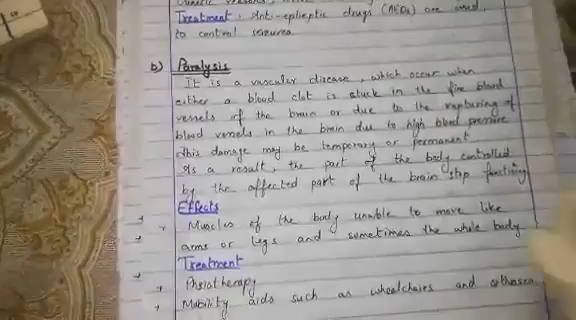 Treatment: Anti-epileptic drugs (AEDs) are used
to control seizures
b) Paralysis
It is a vascular disease, which occur when
either a blood clot is stuck in the fine blood
vessels of the brain or due to the rupturing of
blood vessels in the brain due to high blood pressure
this damage may be temporary or permanent
As a result, the part of the body controlled
by the affected part of the brain stop functioning
Effects
Muscles of the body unable to move like
arms or legs and sometimes the whole body
Treatment
Physiotherapy
Mobility aids such as wheelchairs and